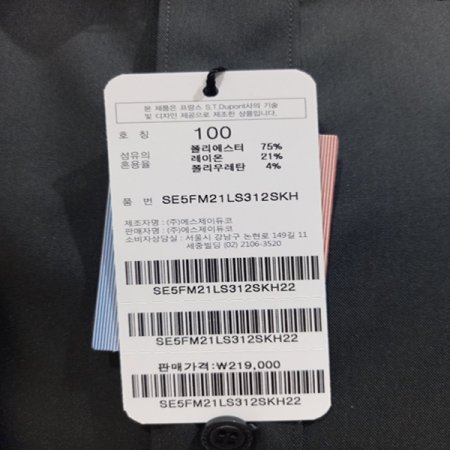 본 제품은 프랑스 S.T.Dupont사의 기술
및 디자인 제공으로 제조한 상품입니다.
호 칭 100
섬유의 혼용율 폴리에스터 75%
레이온 21%
폴리우레탄 4%
품 번 SE5FM21LS312SKH
제조자명 : (주)에스제이듀코
판매자명 : (주)에스제이듀코
소비자상담실 : 서울시 강남구 논현로 149길 11
세중빌딩 (02) 2106-3520
SE5FM21LS312SKH22
SE5FM21LS312SKH22
판매가격:₩219,000
SE5FM21LS312SKH22